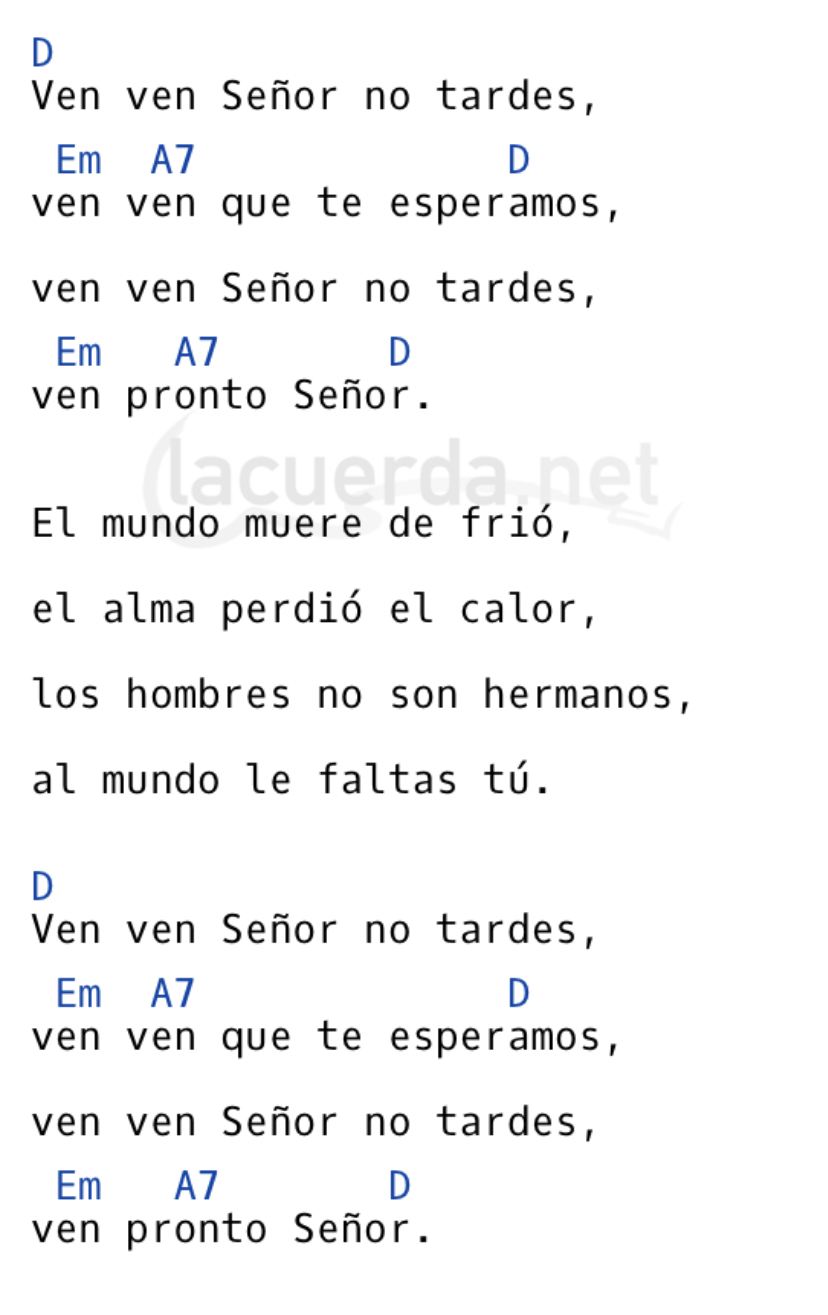 D
Ven ven Señor no tardes,
Em A7 D
ven ven que te esperamos,
ven ven Señor no tardes,
Em A7 D
ven pronto Señor.
lacuerda.net
El mundo muere de frió,
el alma perdió el calor,
los hombres no son hermanos,
al mundo le faltas tú.
D
Ven ven Señor no tardes,
Em A7 D
ven ven que te esperamos,
ven ven Señor no tardes,
Em A7 D
ven pronto Señor.